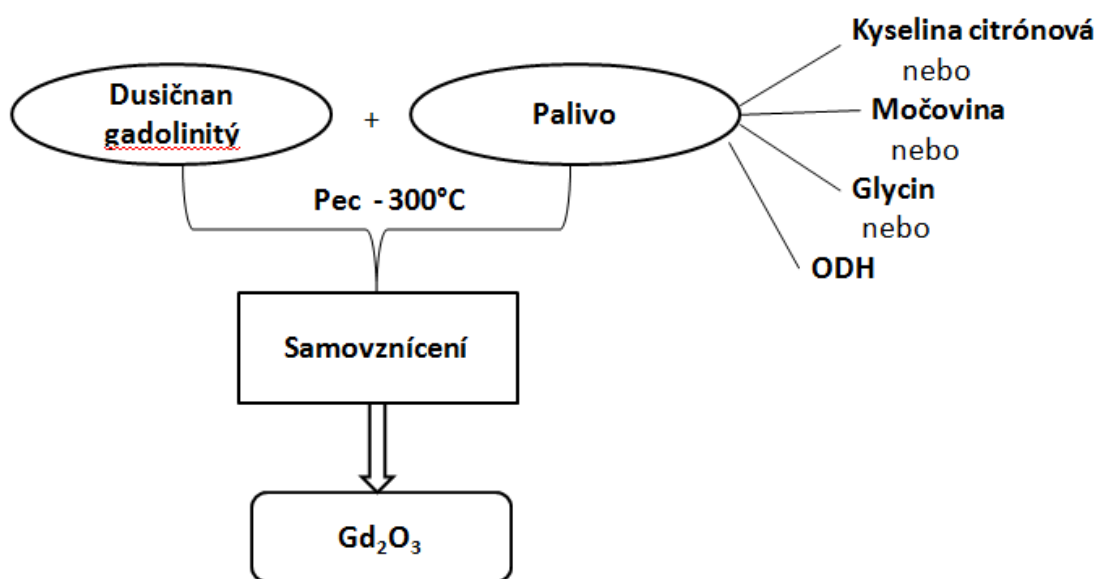 Dusičnan
gadolinitý
+
Palivo
Kyselina citrónová
nebo
Močovina
nebo
Glycin
nebo
ODH
Pec - 300°C
Samovznícení
Gd₂O₃